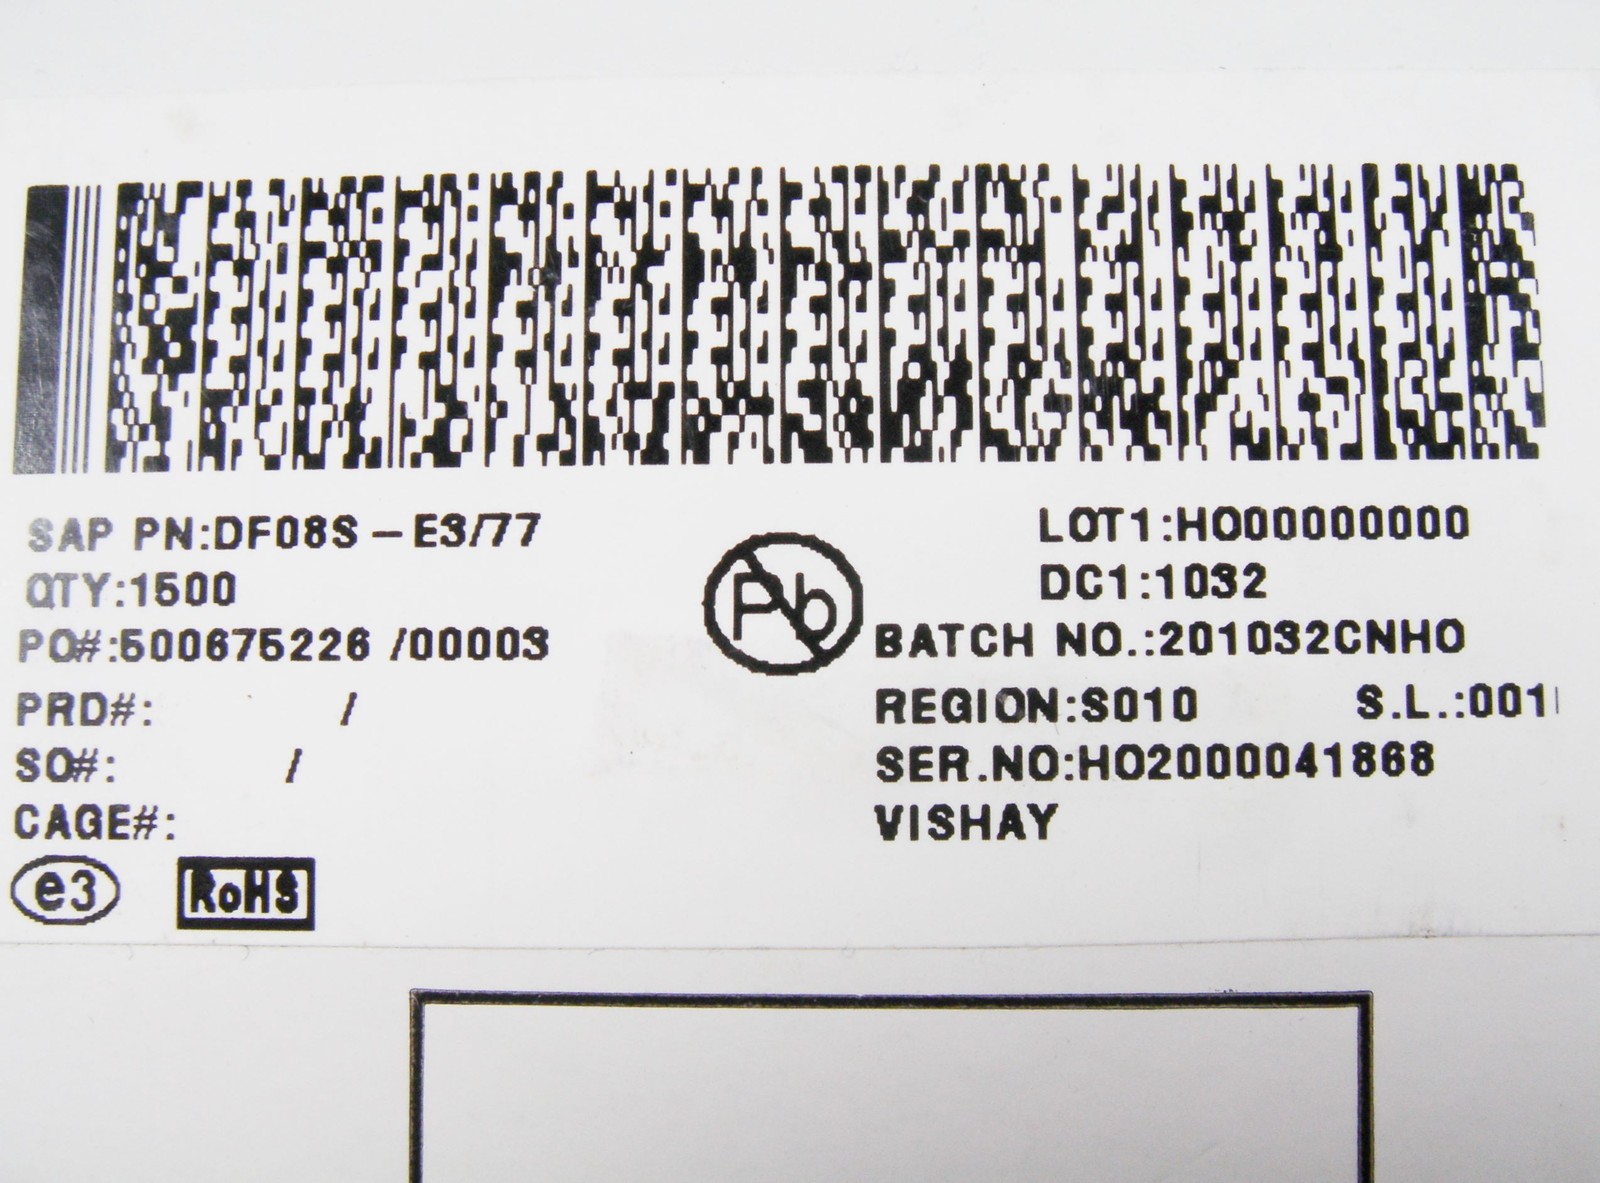 SAP PN:DF08S-E3/77
QTY:1500
PO#:500675226 /00003
PRD#: /
SO#: /
CAGE#:
e3 RoHS
Pb
LOT1:HO00000000
DC1:1032
BATCH NO.:201032CNHO
REGION:S010 S.L.:001
SER.NO:HO2000041868
VISHAY